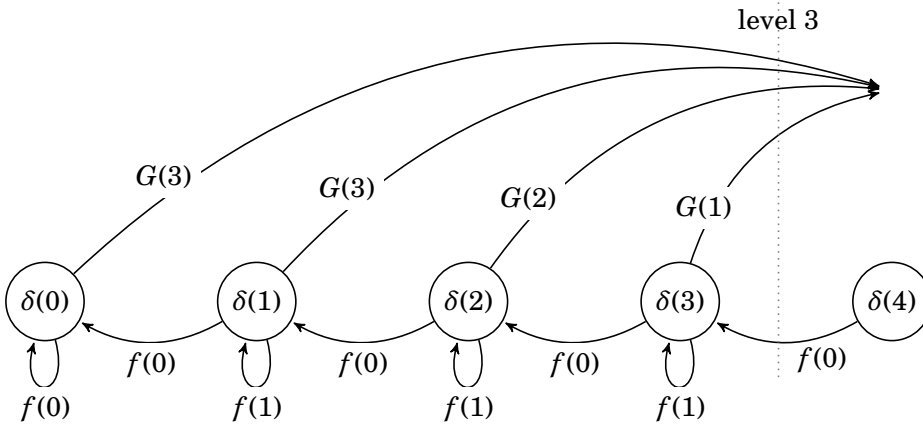 level 3
G(3) G(3) G(2) G(1)
δ(0) δ(1) δ(2) δ(3) δ(4)
f(0) f(0) f(0) f(0)
f(0) f(1) f(1) f(1)